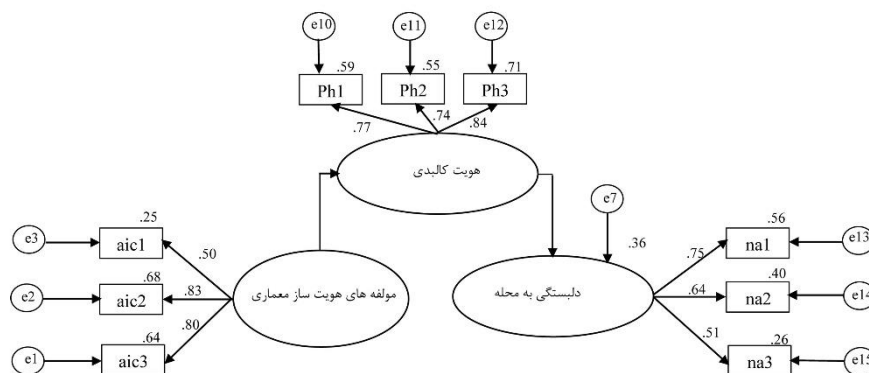 e10
e11
e12
.59
.55
.71
Ph1
Ph2
Ph3
.77
.74
.84
هویت کالبدی
e7
.36
e3
.25
aic1
.50
e2
.68
aic2
.83
e1
.64
aic3
.80
مولفه های هویت ساز معماری
دلبستگی به محله
.56
na1
e13
.75
.40
na2
e14
.64
.26
na3
e15
.51